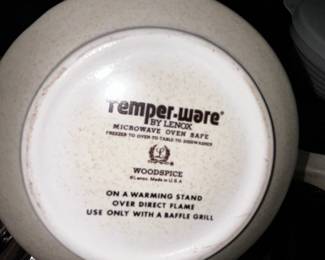 Temper-ware®
BY LENOX
MICROWAVE OVEN SAFE
FREEZER TO OVEN TO TABLE TO DISHWASHER
L
WOODSPICE
©Lenox. Made in U.S.A
ON A WARMING STAND
OVER DIRECT FLAME
USE ONLY WITH A BAFFLE GRILL